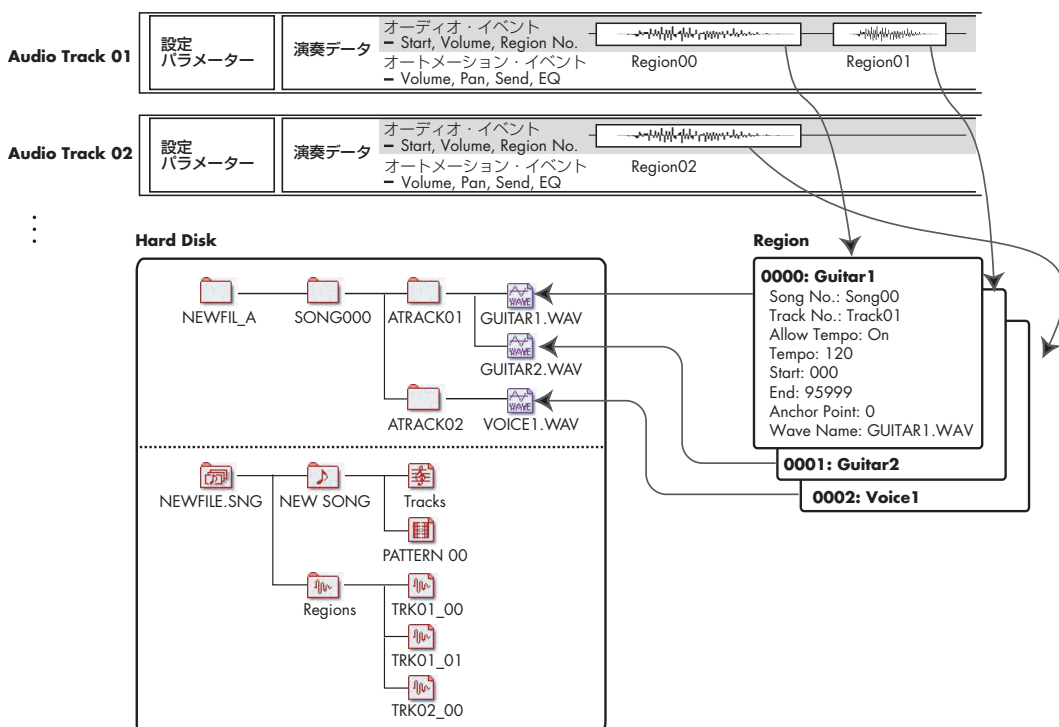 Audio Track 01
設定
パラメーター
演奏データ
オーディオ・イベント
– Start, Volume, Region No.
オートメーション・イベント
– Volume, Pan, Send, EQ
Region00
Region01
Audio Track 02
設定
パラメーター
演奏データ
オーディオ・イベント
– Start, Volume, Region No.
オートメーション・イベント
– Volume, Pan, Send, EQ
Region02
Hard Disk
NEWFIL_A
SONG000
ATRACK01
WAVE
GUITAR1.WAV
WAVE
GUITAR2.WAV
ATRACK02
WAVE
VOICE1.WAV
NEWFILE.SNG
NEW SONG
Tracks
PATTERN 00
Regions
TRK01_00
TRK01_01
TRK02_00
Region
0000: Guitar1
Song No.: Song00
Track No.: Track01
Allow Tempo: On
Tempo: 120
Start: 000
End: 95999
Anchor Point: 0
Wave Name: GUITAR1.WAV
0001: Guitar2
0002: Voice1